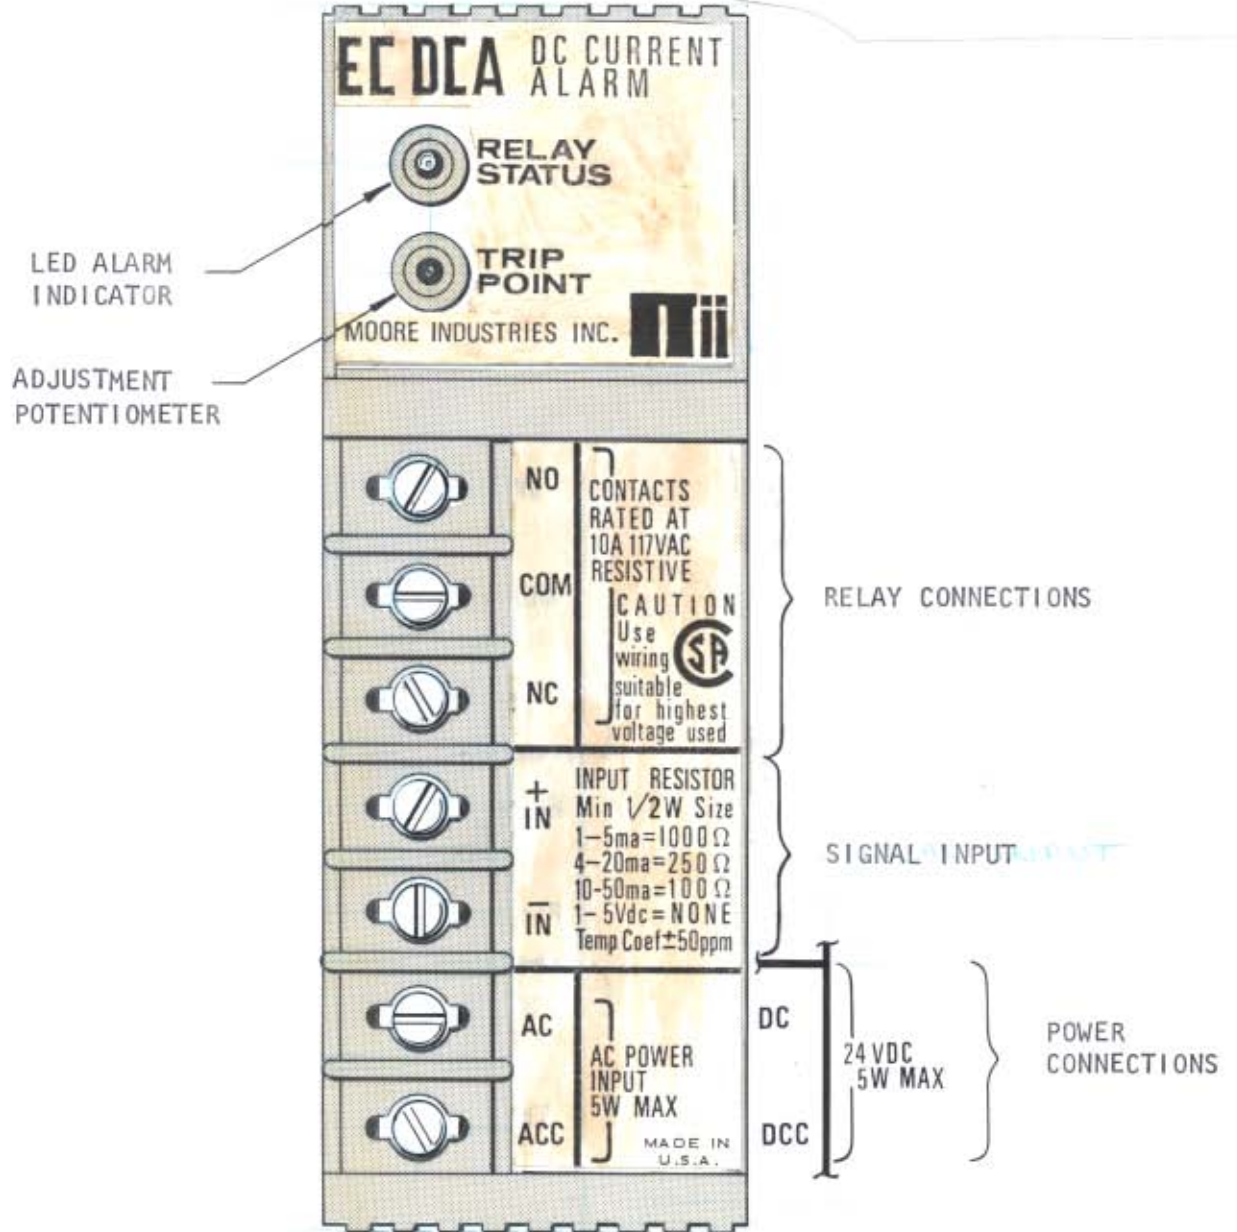 EC DCA DC CURRENT
ALARM
RELAY
STATUS
LED ALARM
INDICATOR
TRIP
POINT
MOORE INDUSTRIES INC. mii
ADJUSTMENT
POTENTIOMETER
NO
CONTACTS
RATED AT
10A 117VAC
RESISTIVE
COM
CAUTION
Use
wiring
suitable
for highest
voltage used
CSA
NC
RELAY CONNECTIONS
+
IN
INPUT RESISTOR
Min 1/2W Size
1-5ma=1000Ω
4-20ma=250Ω
10-50ma=100Ω
1-5Vdc=NONE
Temp Coef±50ppm
-
IN
SIGNAL INPUT
AC
AC POWER
INPUT
5W MAX
ACC
MADE IN
U.S.A.
DC
24 VDC
5W MAX
DCC
POWER
CONNECTIONS